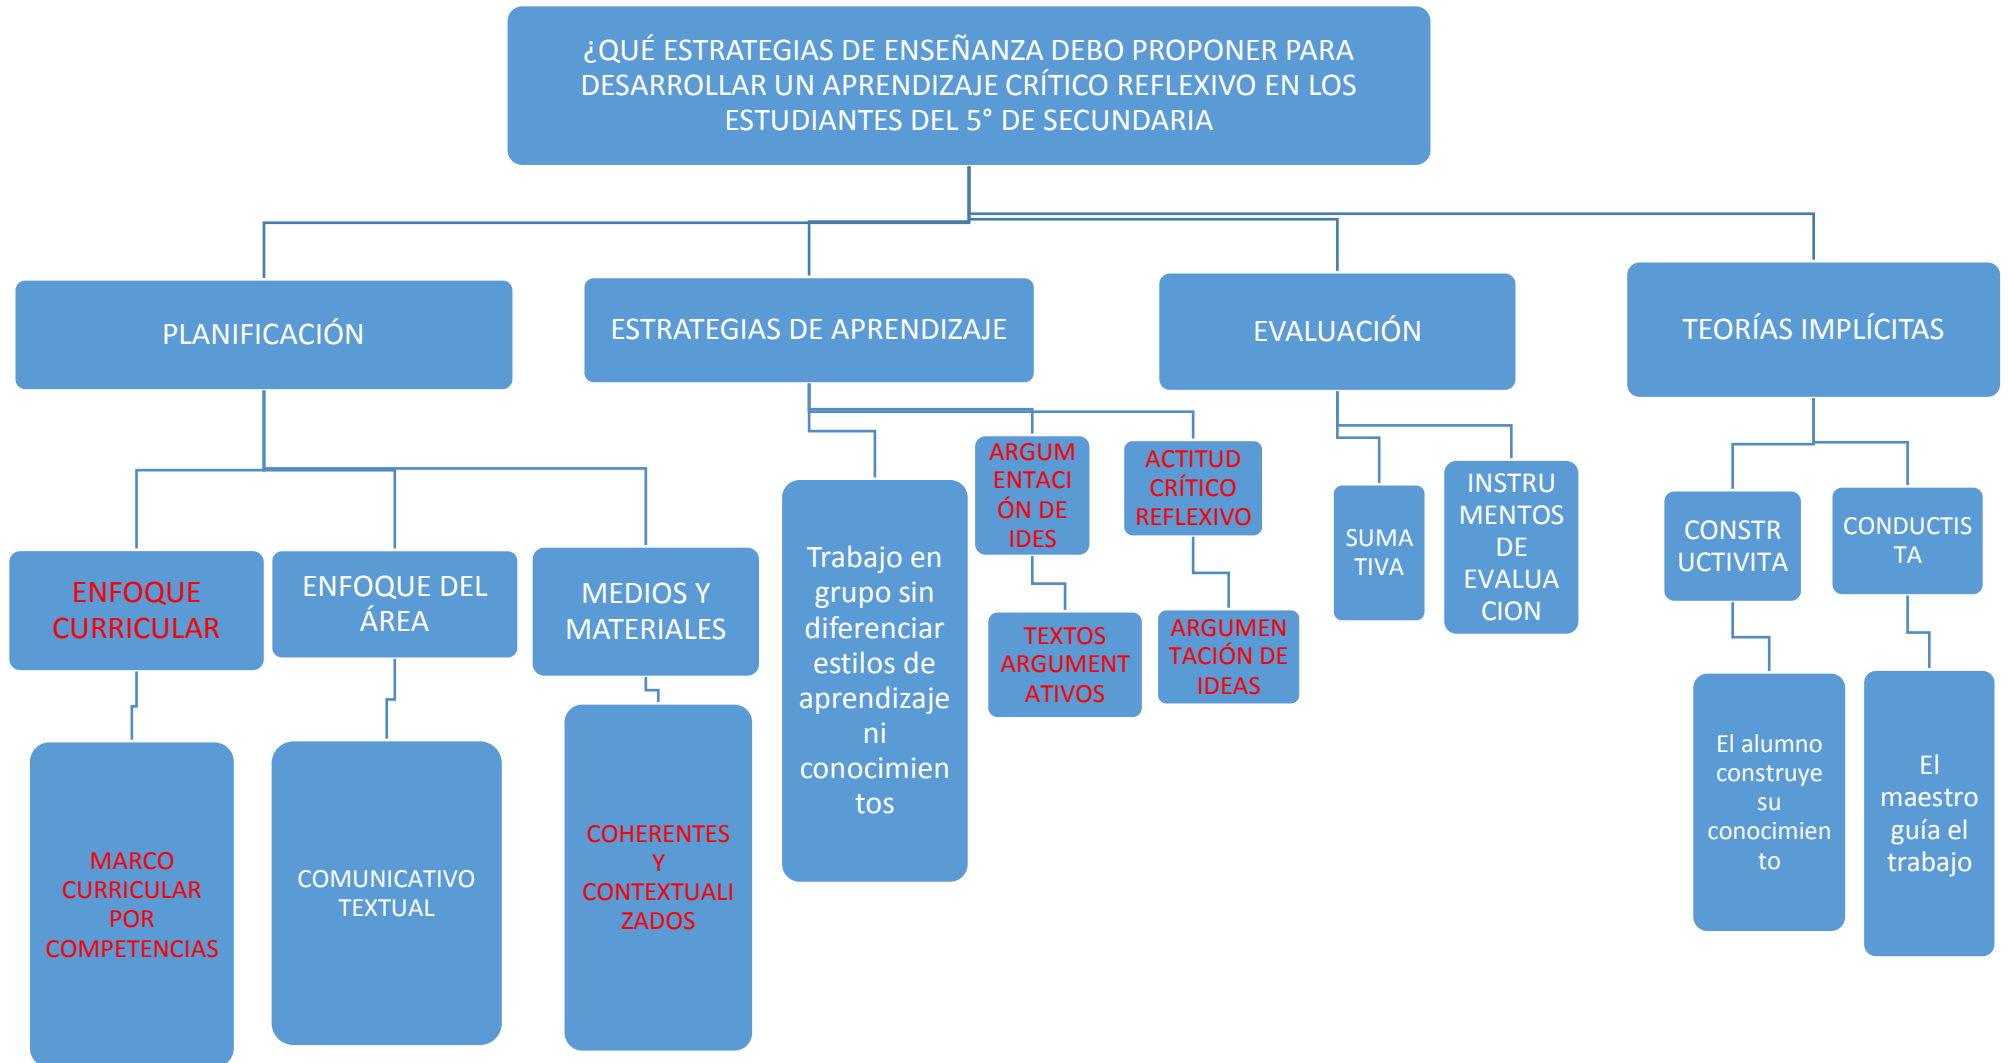 ¿QUÉ ESTRATEGIAS DE ENSEÑANZA DEBO PROPONER PARA
DESARROLLAR UN APRENDIZAJE CRÍTICO REFLEXIVO EN LOS
ESTUDIANTES DEL 5° DE SECUNDARIA
PLANIFICACIÓN
ESTRATEGIAS DE APRENDIZAJE
EVALUACIÓN
TEORÍAS IMPLÍCITAS
ENFOQUE
CURRICULAR
ENFOQUE DEL
ÁREA
MEDIOS Y
MATERIALES
MARCO
CURRICULAR
POR
COMPETENCIAS
COMUNICATIVO
TEXTUAL
COHERENTES
Y
CONTEXTUALI
ZADOS
Trabajo en
grupo sin
diferenciar
estilos de
aprendizaje
ni
conocimien
tos
ARGUM
ENTACI
ÓN DE
IDES
TEXTOS
ARGUMENT
ATIVOS
ACTITUD
CRÍTICO
REFLEXIVO
ARGUMEN
TACIÓN DE
IDEAS
SUMA
TIVA
INSTRU
MENTOS
DE
EVALUA
CION
CONSTR
UCTIVITA
CONDUCTIS
TA
El alumno
construye
su
conocimien
to
El
maestro
guía el
trabajo